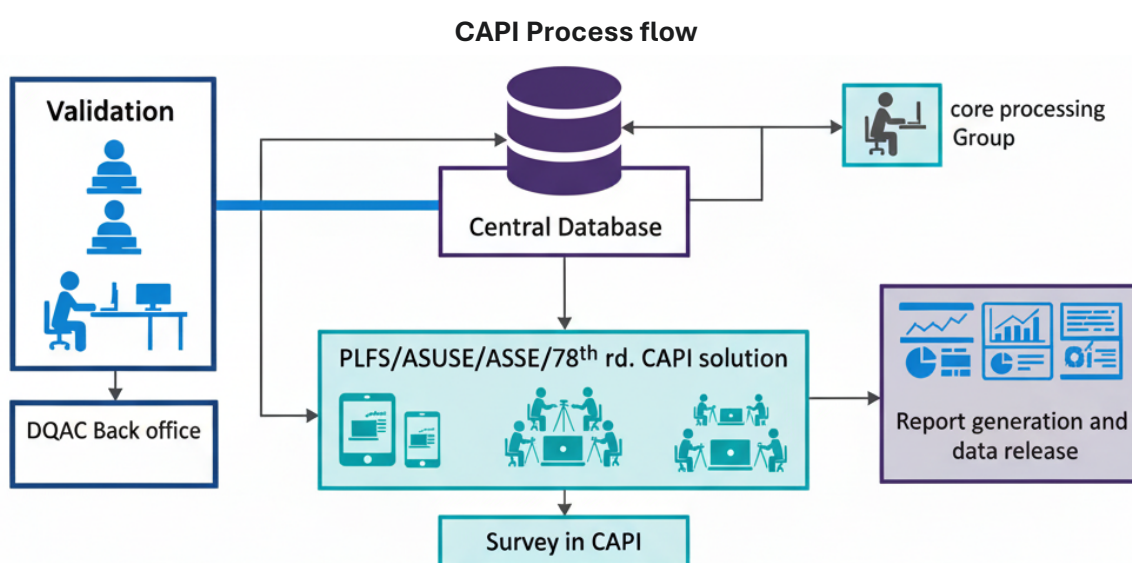 CAPI Process flow
Validation
core processing
Group
Central Database
PLFS/ASUSE/ASSE/78th rd. CAPI solution
DQAC Back office
Report generation and
data release
Survey in CAPI